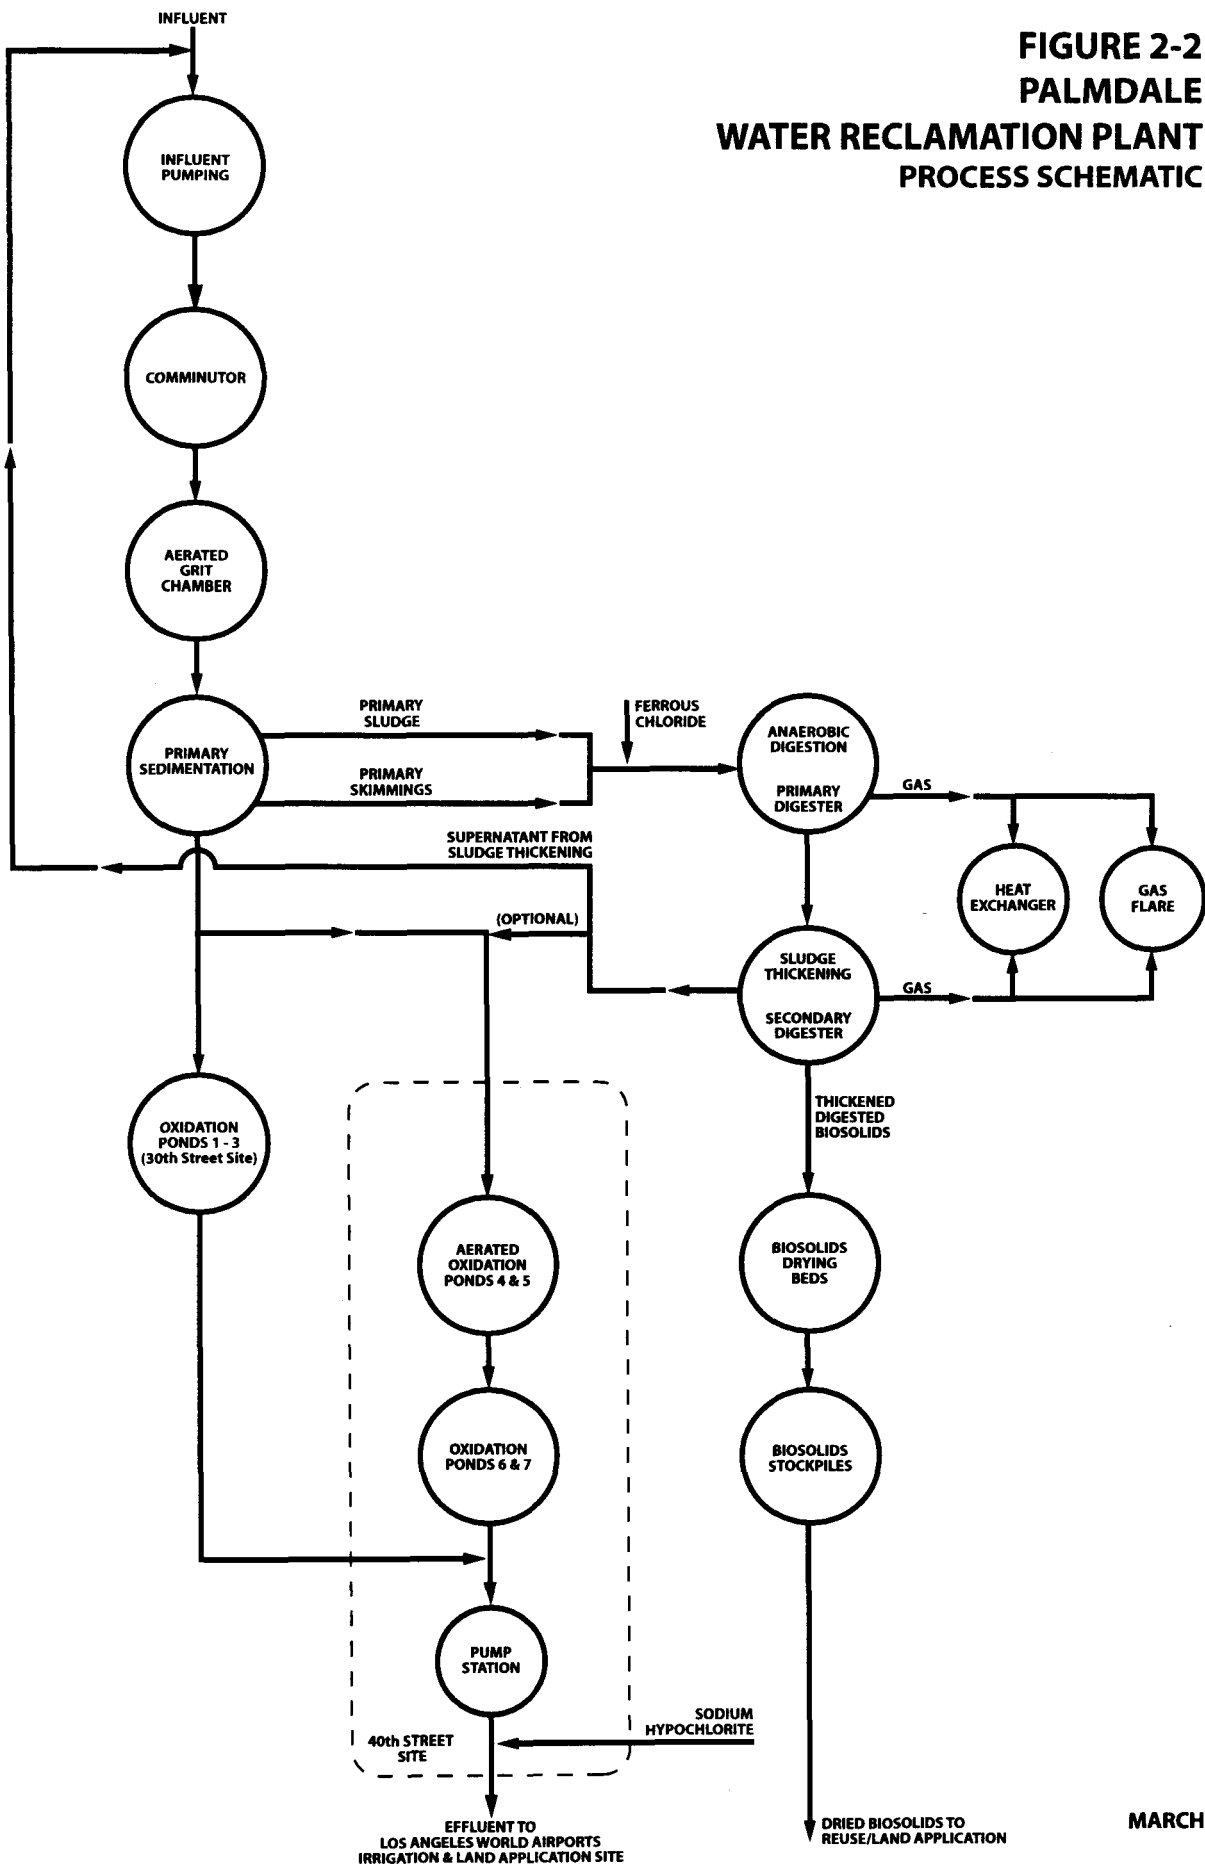 INFLUENT
FIGURE 2-2
PALMDALE
WATER RECLAMATION PLANT
PROCESS SCHEMATIC
INFLUENT
PUMPING
COMMINUTOR
AERATED
GRIT
CHAMBER
PRIMARY
SEDIMENTATION
PRIMARY
SLUDGE
PRIMARY
SKIMMINGS
FERROUS
CHLORIDE
ANAEROBIC
DIGESTION
PRIMARY
DIGESTER
GAS
HEAT
EXCHANGER
GAS
FLARE
SUPERNATANT FROM
SLUDGE THICKENING
(OPTIONAL)
SLUDGE
THICKENING
SECONDARY
DIGESTER
GAS
THICKENED
DIGESTED
BIOSOLIDS
OXIDATION
PONDS 1 - 3
(30th Street Site)
AERATED
OXIDATION
PONDS 4 & 5
BIOSOLIDS
DRYING
BEDS
OXIDATION
PONDS 6 & 7
BIOSOLIDS
STOCKPILES
PUMP
STATION
SODIUM
HYPOCHLORITE
40th STREET
SITE
EFFLUENT TO
LOS ANGELES WORLD AIRPORTS
IRRIGATION & LAND APPLICATION SITE
DRIED BIOSOLIDS TO
REUSE/LAND APPLICATION
MARCH